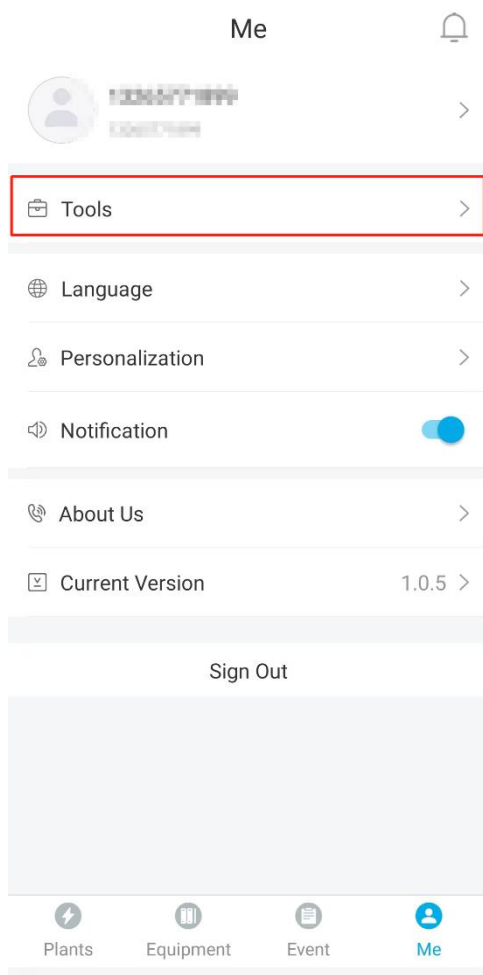 Me
Tools
Language
Personalization
Notification
About Us
Current Version 1.0.5
Sign Out
Plants Equipment Event Me